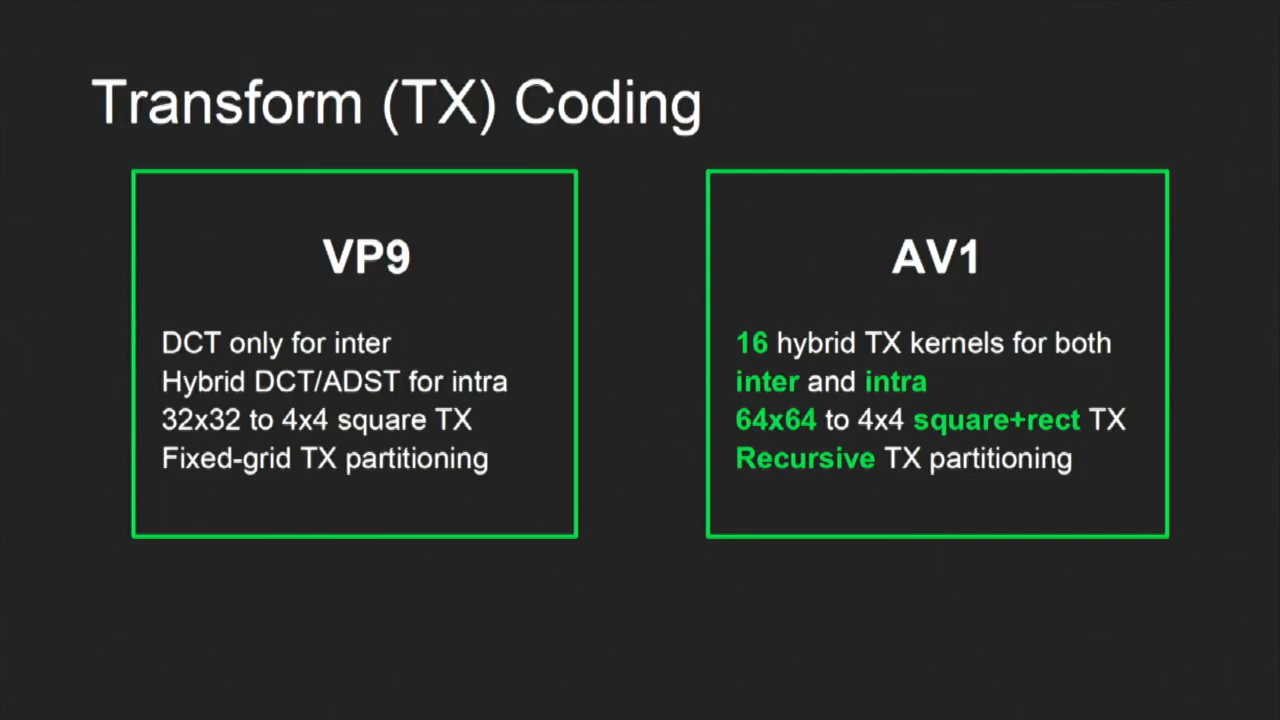 Transform (TX) Coding
VP9
DCT only for inter
Hybrid DCT/ADST for intra
32x32 to 4x4 square TX
Fixed-grid TX partitioning
AV1
16 hybrid TX kernels for both
inter and intra
64x64 to 4x4 square+rect TX
Recursive TX partitioning